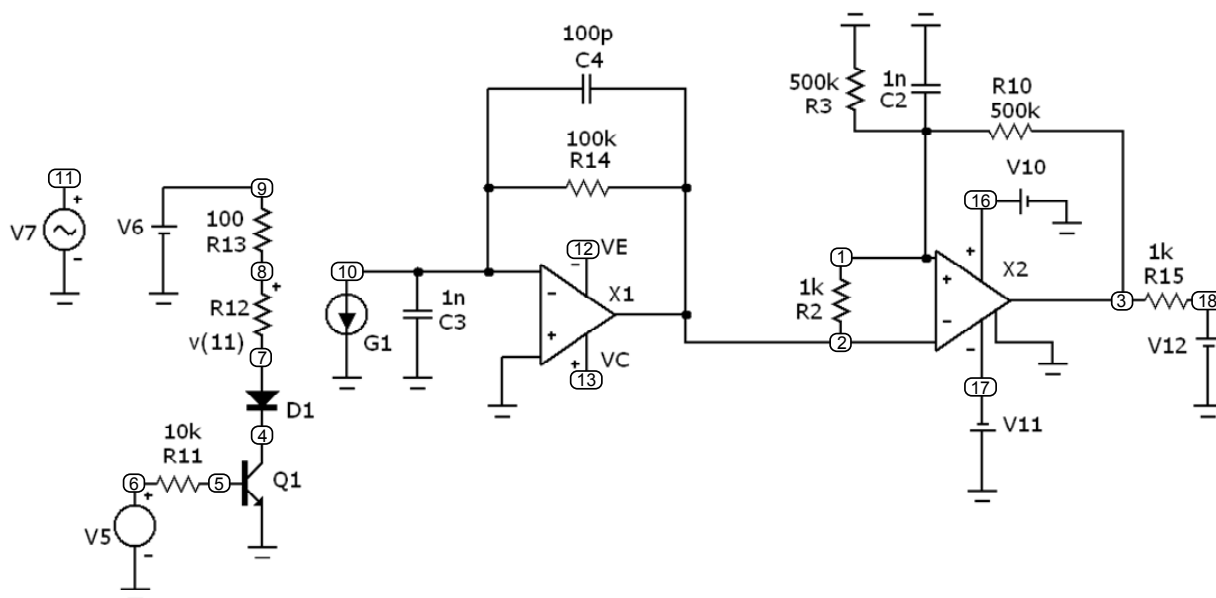 100p
C4
500k
R3
1n
C2
R10
500k
100k
R14
11
V7
+
-
9
V6
100
R13
8
+
R12
v(11)
7
D1
4
10k
R11
6
5
+
V5
-
Q1
10
G1
1n
C3
12
VE
-
-
X1
+
+
VC
13
V10
16
+
1
1k
R2
2
+
-
X2
-
17
V11
3
1k
R15
18
V12